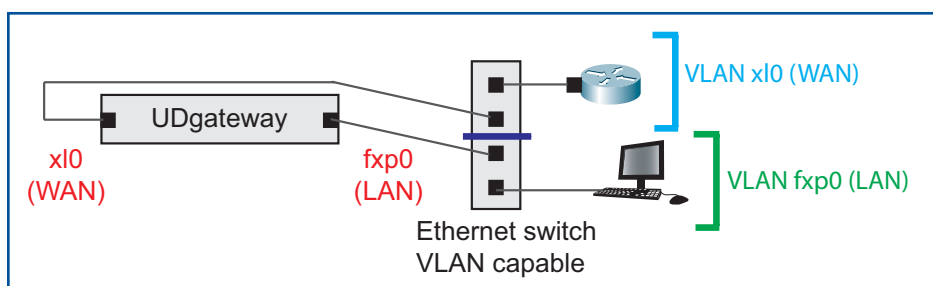 UDgateway
xl0
(WAN)
fxp0
(LAN)
Ethernet switch
VLAN capable
VLAN xl0 (WAN)
VLAN fxp0 (LAN)